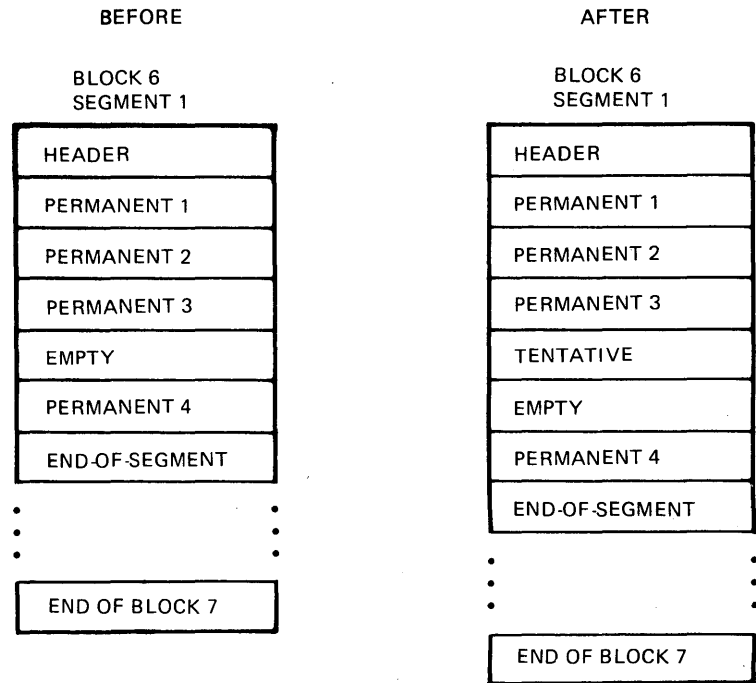 BEFORE
BLOCK 6
SEGMENT 1
HEADER
PERMANENT 1
PERMANENT 2
PERMANENT 3
EMPTY
PERMANENT 4
END-OF-SEGMENT
END OF BLOCK 7
AFTER
BLOCK 6
SEGMENT 1
HEADER
PERMANENT 1
PERMANENT 2
PERMANENT 3
TENTATIVE
EMPTY
PERMANENT 4
END-OF-SEGMENT
END OF BLOCK 7